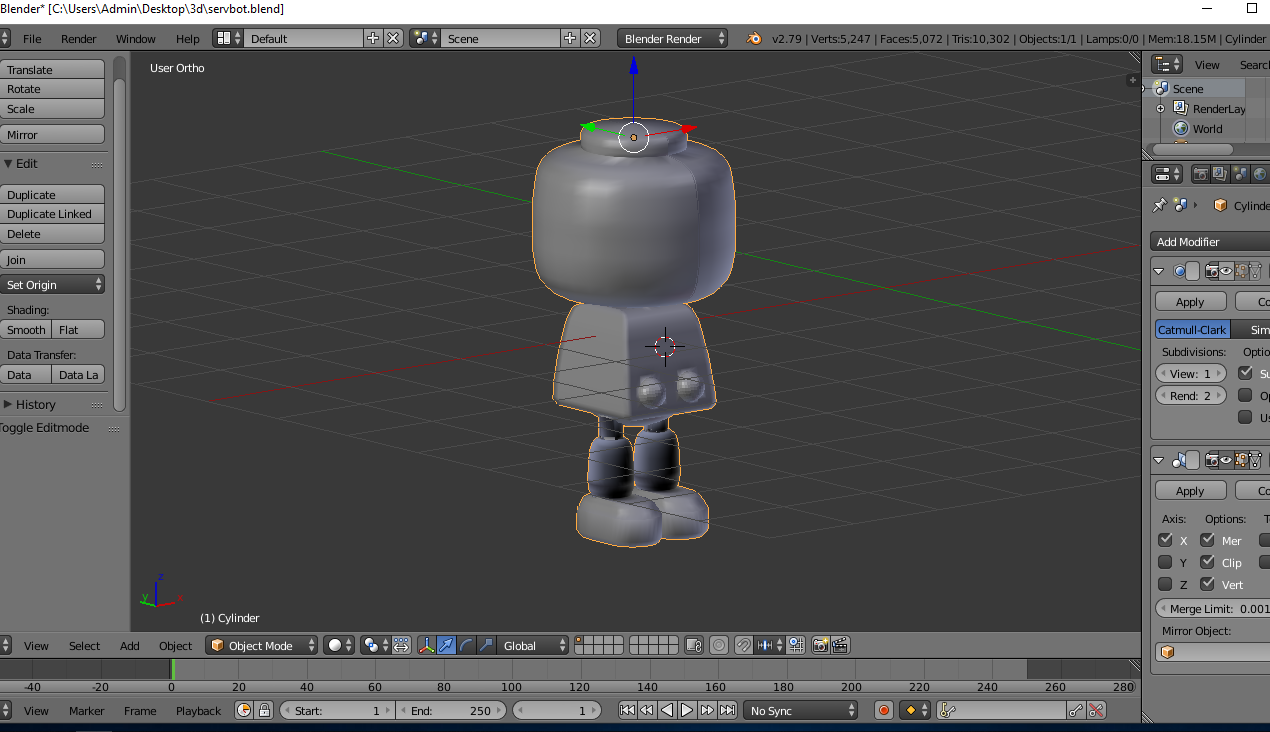 Blender* [C:\Users\Admin\Desktop\3d\servbot.blend]
File Render Window Help Default Scene Blender Render v2.79 | Verts:5,247 | Faces:5,072 | Tris:10,302 | Objects:1/1 | Lamps:0/0 | Mem:18.15M | Cylinder
Translate
Rotate
Scale
Mirror
Edit
Duplicate
Duplicate Linked
Delete
Join
Set Origin
Shading:
Smooth Flat
Data Transfer:
Data Data La
History
Toggle Editmode
User Ortho
z
y x
(1) Cylinder
View Searc
Scene
RenderLay
World
Cylinde
Add Modifier
Apply Co
Catmull-Clark Sim
Subdivisions: Optio
View: 1 Su
Rend: 2 Op
Us
Apply Co
Axis: Options: T
X Mer
Y Clip
Z Vert
Merge Limit: 0.001
Mirror Object:
View Select Add Object Object Mode Global
-40 -20 0 20 40 60 80 100 120 140 160 180 200 220 240 260 280
View Marker Frame Playback Start: 1 End: 250 1 No Sync